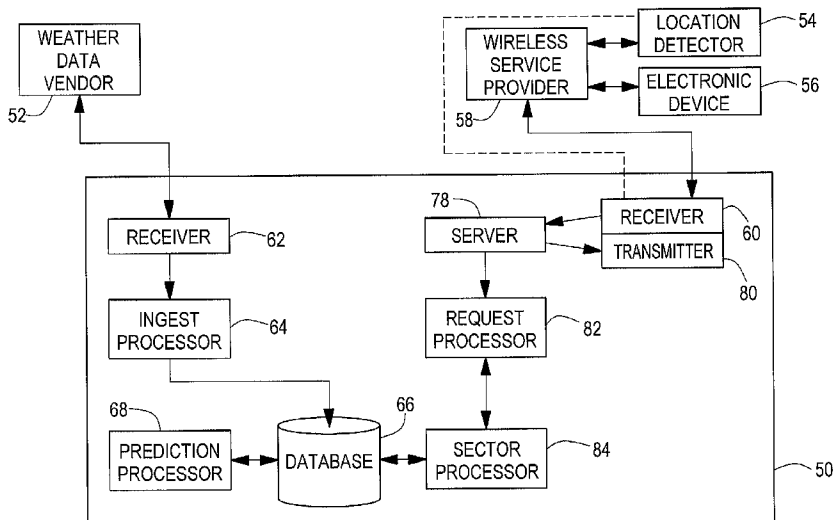 WEATHER
DATA
VENDOR
52
WIRELESS
SERVICE
PROVIDER
58
LOCATION
DETECTOR
54
ELECTRONIC
DEVICE
56
RECEIVER
62
78
SERVER
RECEIVER
60
TRANSMITTER
80
INGEST
PROCESSOR
64
REQUEST
PROCESSOR
82
68
PREDICTION
PROCESSOR
66
DATABASE
SECTOR
PROCESSOR
84
50